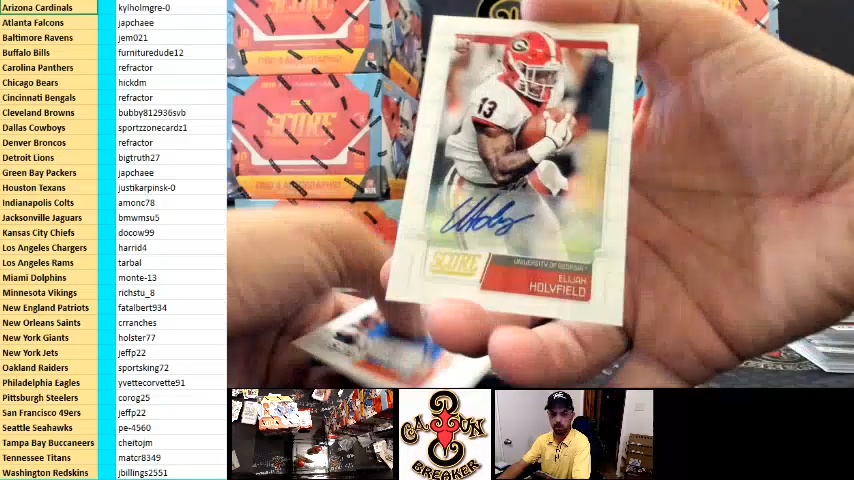 Arizona Cardinals kylholmgre-0
Atlanta Falcons japchaee
Baltimore Ravens jem021
Buffalo Bills furnituredude12
Carolina Panthers refractor
Chicago Bears hickdm
Cincinnati Bengals refractor
Cleveland Browns bubby812936svb
Dallas Cowboys sportzzonecardz1
Denver Broncos refractor
Detroit Lions bigtruth27
Green Bay Packers japchaee
Houston Texans justikarpinsk-0
Indianapolis Colts amonc78
Jacksonville Jaguars bmwmsu5
Kansas City Chiefs docow99
Los Angeles Chargers harrid4
Los Angeles Rams tarbal
Miami Dolphins monte-13
Minnesota Vikings richstu_8
New England Patriots fatalbert934
New Orleans Saints crranches
New York Giants holster77
New York Jets jeffp22
Oakland Raiders sportsking72
Philadelphia Eagles yvettecorvette91
Pittsburgh Steelers corog25
San Francisco 49ers jeffp22
Seattle Seahawks pe-4560
Tampa Bay Buccaneers cheitojm
Tennessee Titans matcr8349
Washington Redskins jbillings2551
SCORE
SCORE
G
13
SCORE
UNIVERSITY OF GEORGIA
ELIJAH
HOLYFIELD
CAJUN
BREAKER